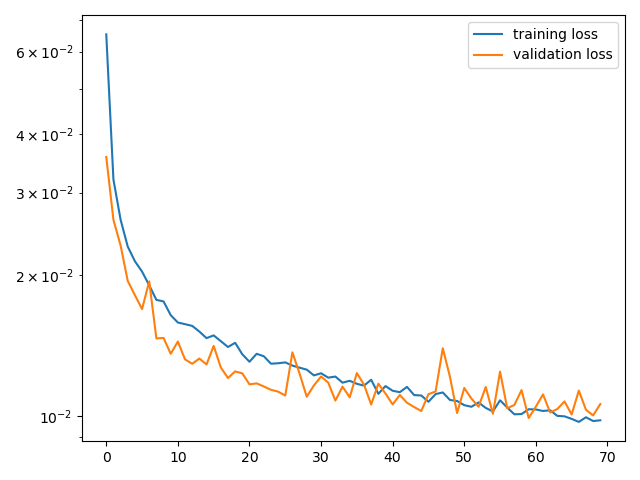 training loss
validation loss
6 × 10⁻²
4 × 10⁻²
3 × 10⁻²
2 × 10⁻²
10⁻²
0 10 20 30 40 50 60 70